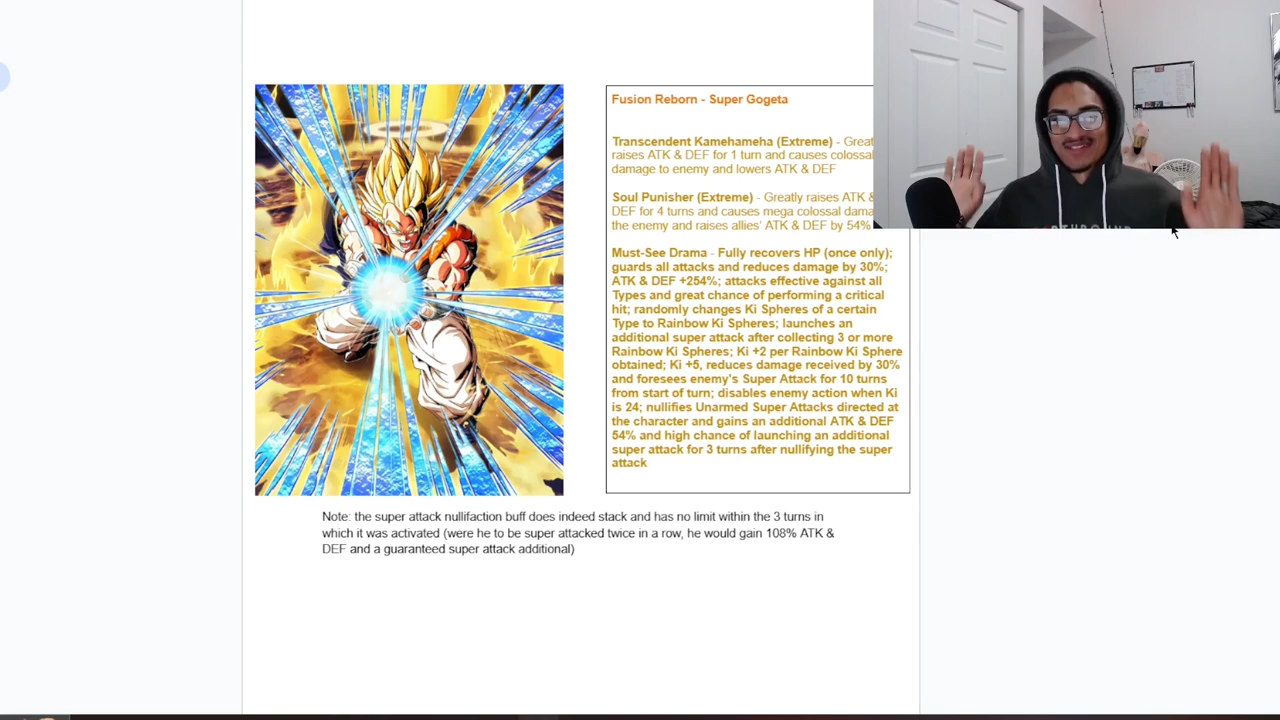 Fusion Reborn - Super Gogeta
Transcendent Kamehameha (Extreme) -
raises ATK & DEF for 1 turn and causes colossal
damage to enemy and lowers ATK & DEF
Soul Punisher (Extreme) - Greatly raises ATK &
DEF for 4 turns and causes mega colossal
the enemy and raises allies' ATK & DEF by 54%
Must-See Drama - Fully recovers HP (once only);
guards all attacks and reduces damage by 30%;
ATK & DEF +254%; attacks effective against all
Types and great chance of performing a critical
hit; randomly changes Ki Spheres of a certain
Type to Rainbow Ki Spheres; launches an
additional super attack after collecting 3 or more
Rainbow Ki Spheres; Ki +2 per Rainbow Ki Sphere
obtained; Ki +5, reduces damage received by 30%
and foresees enemy's Super Attack for 10 turns
from start of turn; disables enemy action when Ki
is 24; nullifies Unarmed Super Attacks directed at
the character and gains an additional ATK & DEF
54% and high chance of launching an additional
super attack for 3 turns after nullifying the super
attack
Note: the super attack nullifaction buff does indeed stack and has no limit within the 3 turns in
which it was activated (were he to be super attacked twice in a row, he would gain 108% ATK &
DEF and a guaranteed super attack additional)